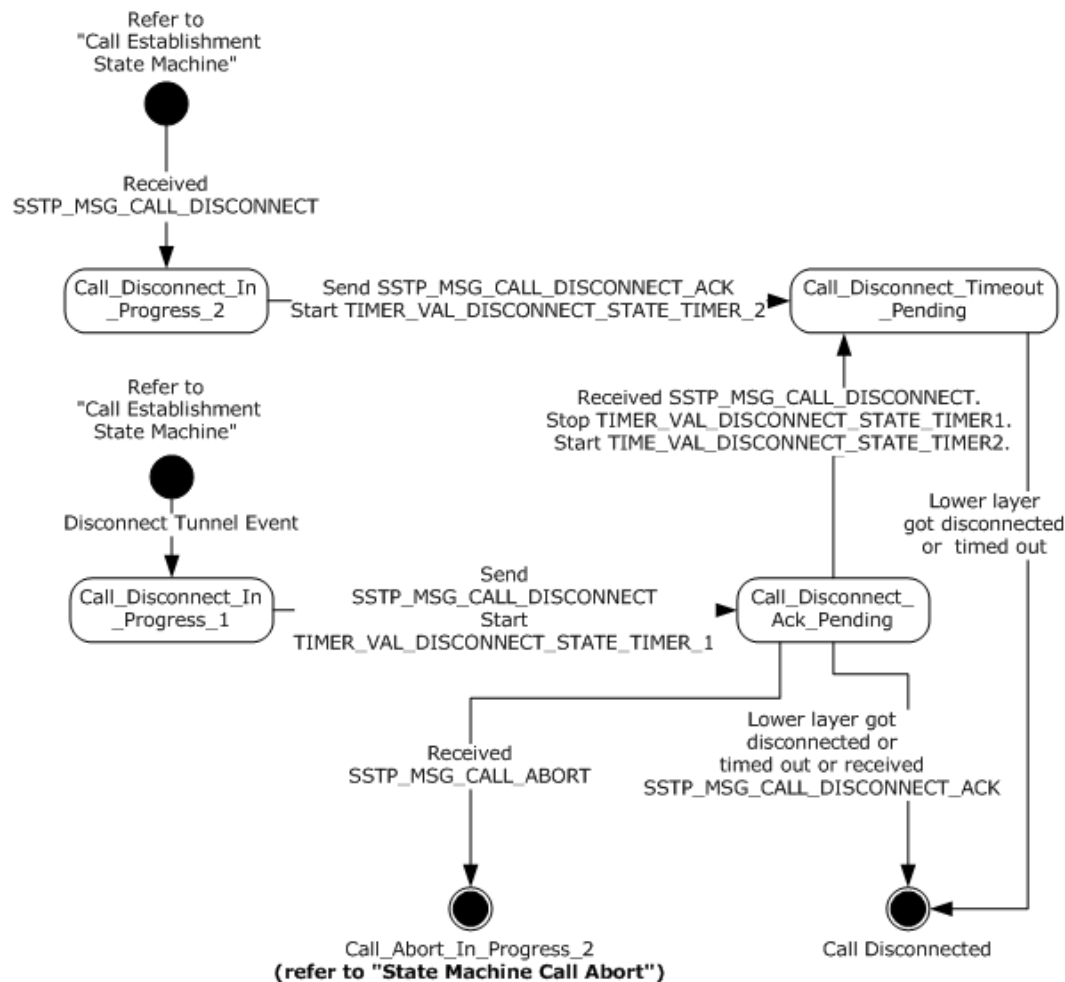 Refer to
"Call Establishment
State Machine"
Received
SSTP_MSG_CALL_DISCONNECT
Call_Disconnect_In
_Progress_2
Send SSTP_MSG_CALL_DISCONNECT_ACK
Start TIMER_VAL_DISCONNECT_STATE_TIMER_2
Call_Disconnect_Timeout
_Pending
Refer to
"Call Establishment
State Machine"
Received SSTP_MSG_CALL_DISCONNECT.
Stop TIMER_VAL_DISCONNECT_STATE_TIMER1.
Start TIME_VAL_DISCONNECT_STATE_TIMER2.
Lower layer
got disconnected
or timed out
Disconnect Tunnel Event
Call_Disconnect_In
_Progress_1
Send
SSTP_MSG_CALL_DISCONNECT
Start
TIMER_VAL_DISCONNECT_STATE_TIMER_1
Call_Disconnect_
Ack_Pending
Received
SSTP_MSG_CALL_ABORT
Lower layer got
disconnected or
timed out or received
SSTP_MSG_CALL_DISCONNECT_ACK
Call_Abort_In_Progress_2
(refer to "State Machine Call Abort")
Call Disconnected